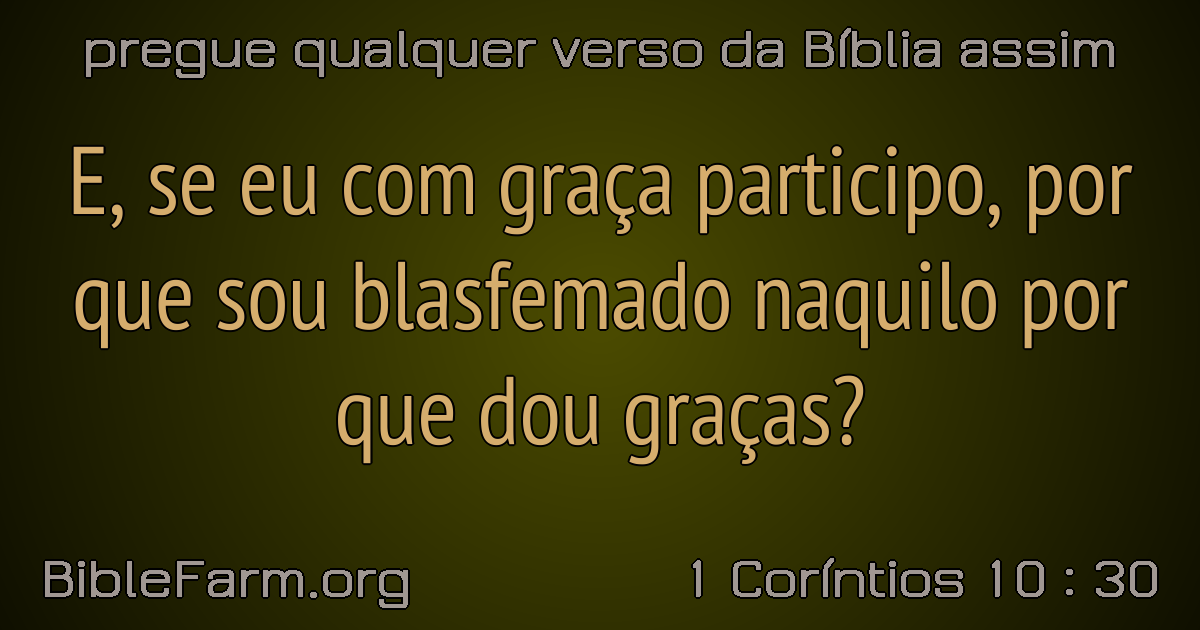 pregue qualquer verso da Bíblia assim
E, se eu com graça participo, por
que sou blasfemado naquilo por
que dou graças?
BibleFarm.org
1 Coríntios 10 : 30